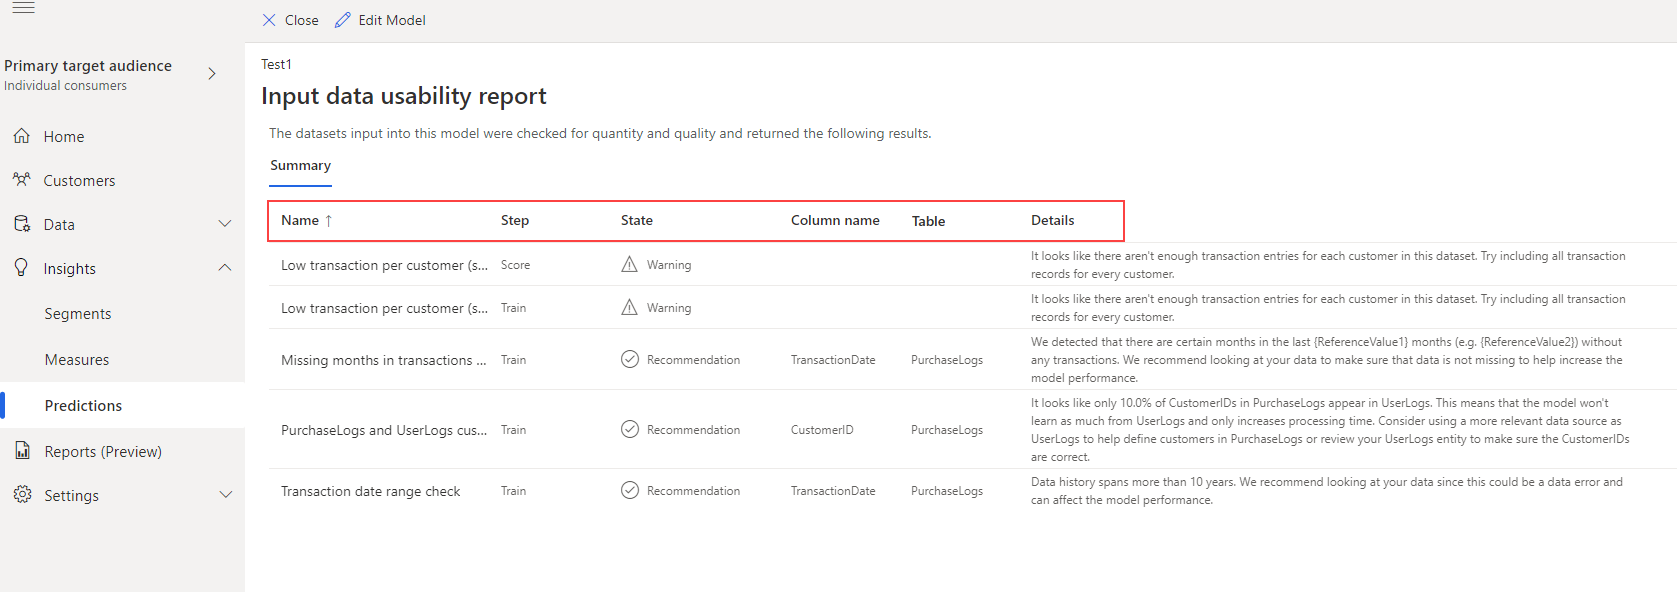 Close Edit Model
Primary target audience
Individual consumers
Home
Customers
Data
Insights
Segments
Measures
Predictions
Reports (Preview)
Settings
Test1
Input data usability report
The datasets input into this model were checked for quantity and quality and returned the following results.
Summary
Name ↑ Step State Column name Table Details
Low transaction per customer (s... Score Warning
It looks like there aren't enough transaction entries for each customer in this dataset. Try including all transaction
records for every customer.
Low transaction per customer (s... Train Warning
It looks like there aren't enough transaction entries for each customer in this dataset. Try including all transaction
records for every customer.
Missing months in transactions ... Train Recommendation TransactionDate PurchaseLogs
We detected that there are certain months in the last {ReferenceValue1} months (e.g. {ReferenceValue2}) without
any transactions. We recommend looking at your data to make sure that data is not missing to help increase the
model performance.
PurchaseLogs and UserLogs cus... Train Recommendation CustomerID PurchaseLogs
It looks like only 10.0% of CustomerIDs in PurchaseLogs appear in UserLogs. This means that the model won't
learn as much from UserLogs and only increases processing time. Consider using a more relevant data source as
UserLogs to help define customers in PurchaseLogs or review your UserLogs entity to make sure the CustomerIDs
are correct.
Transaction date range check Train Recommendation TransactionDate PurchaseLogs
Data history spans more than 10 years. We recommend looking at your data since this could be a data error and
can affect the model performance.